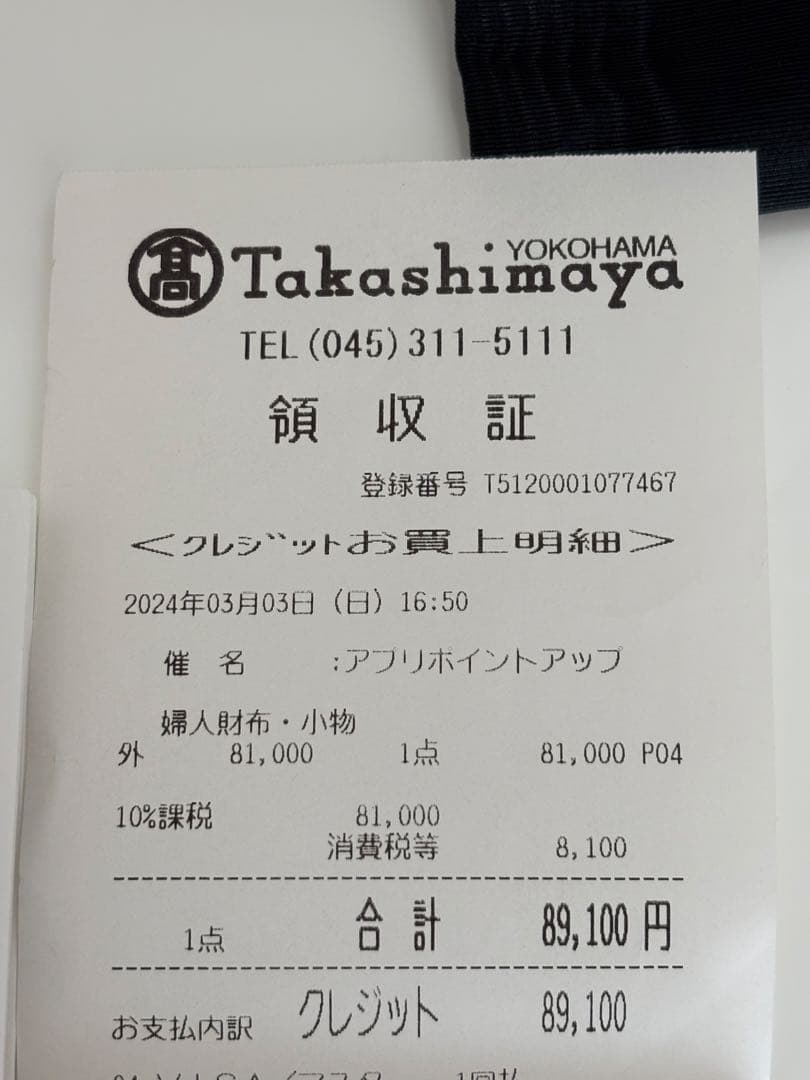 髙 Takashimaya YOKOHAMA
TEL(045)311-5111
領収証
登録番号 T5120001077467
<クレジットお買上明細>
2024年03月03日(日)16:50
催 名 :アプリポイントアップ
婦人財布・小物
外 81,000 1点 81,000 P04
10%課税 81,000
消費税等 8,100
1点 合計 89,100円
お支払内訳 クレジット 89,100